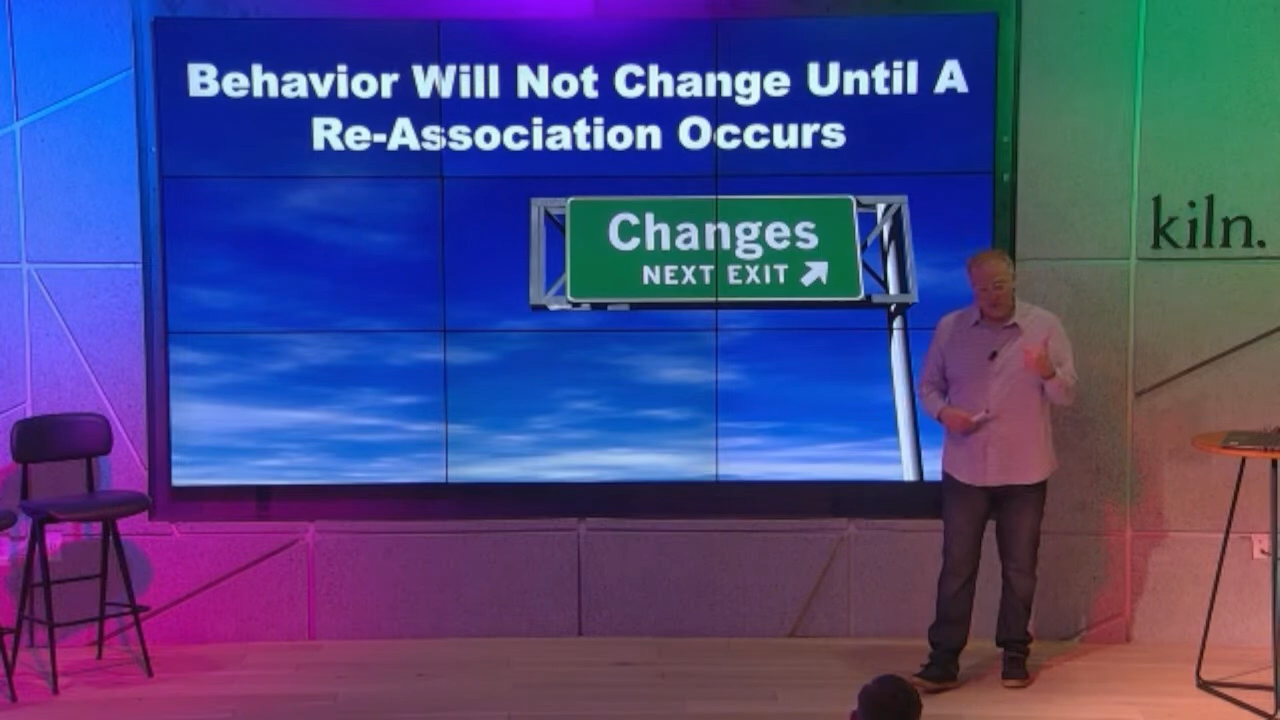 Behavior Will Not Change Until A
Re-Association Occurs
Changes
NEXT EXIT
kiln.